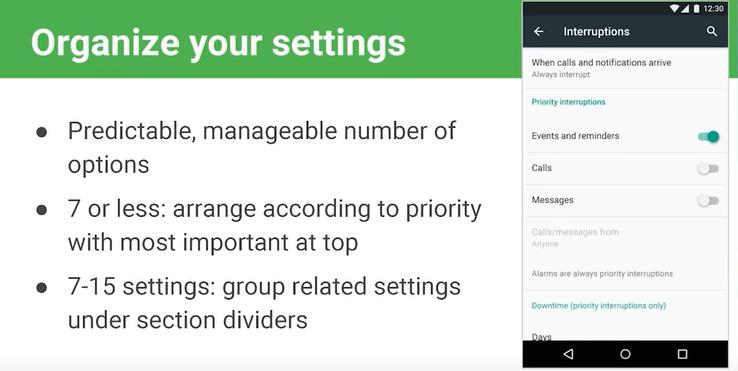 Organize your settings
● Predictable, manageable number of
options
● 7 or less: arrange according to priority
with most important at top
● 7-15 settings: group related settings
under section dividers
12:30
Interruptions
When calls and notifications arrive
Always interrupt
Priority interruptions
Events and reminders
Calls
Messages
Calls/messages from
Anyone
Alarms are always priority interruptions
Downtime (priority interruptions only)
Days